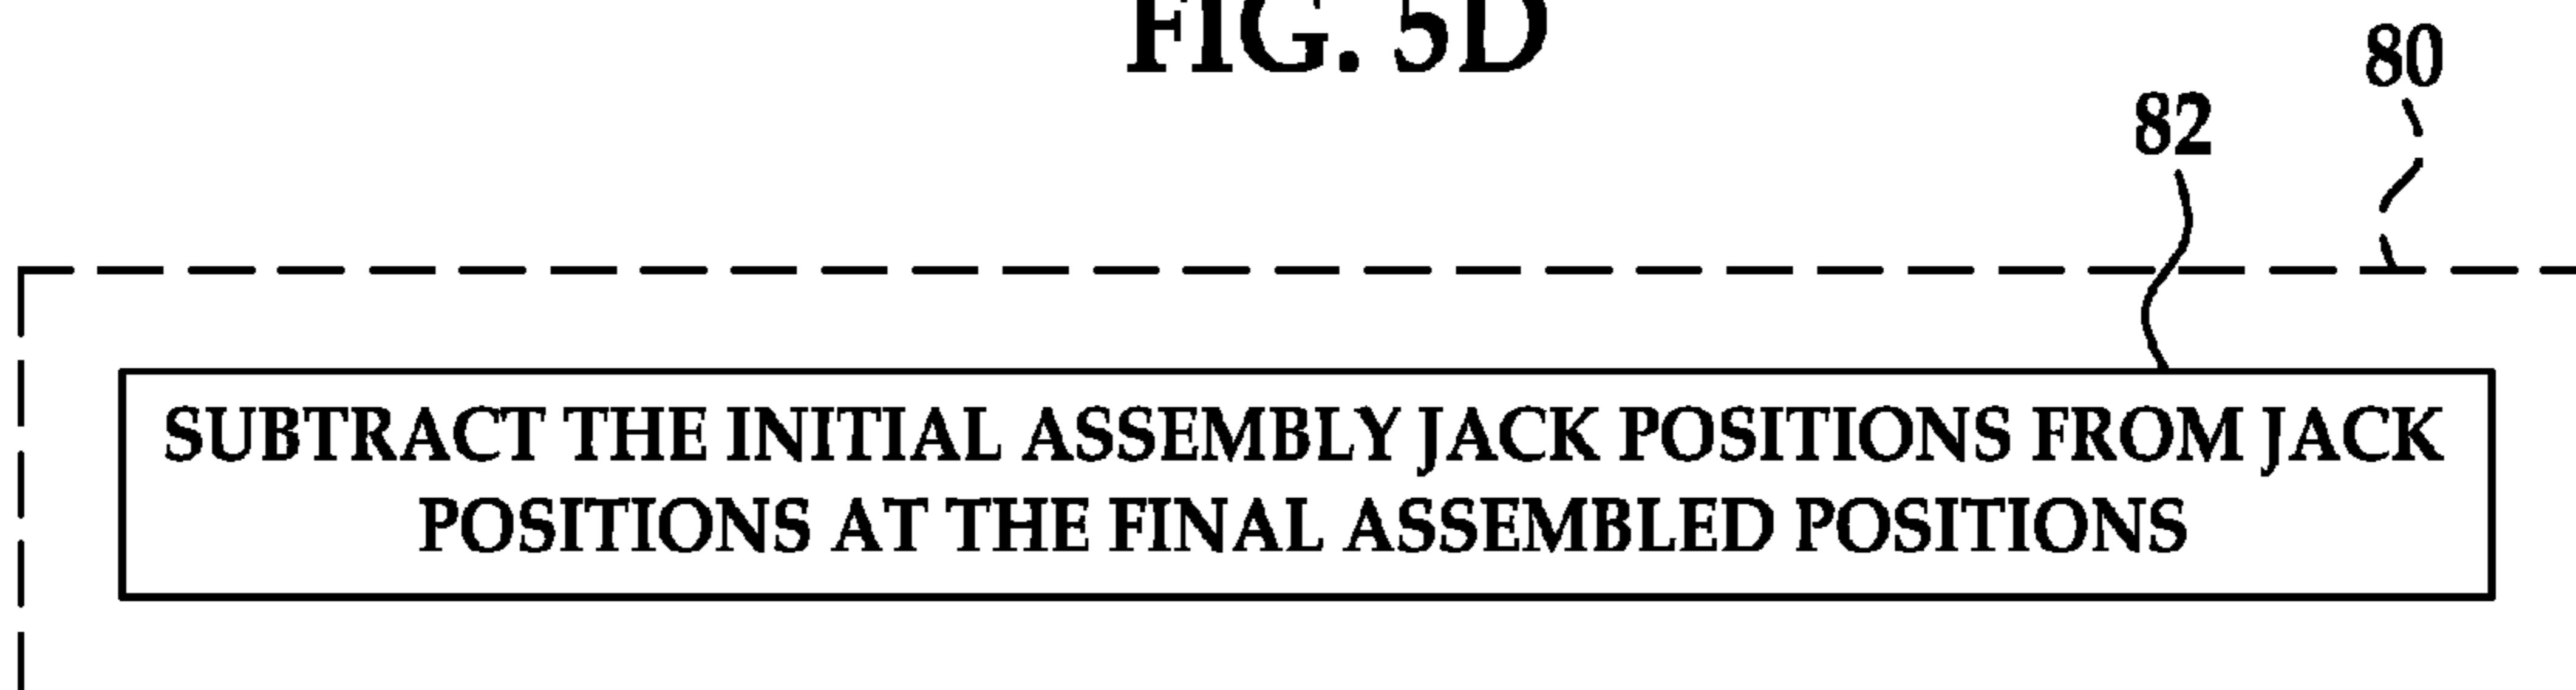 FIG. 5D
80
82
SUBTRACT THE INITIAL ASSEMBLY JACK POSITIONS FROM JACK
POSITIONS AT THE FINAL ASSEMBLED POSITIONS